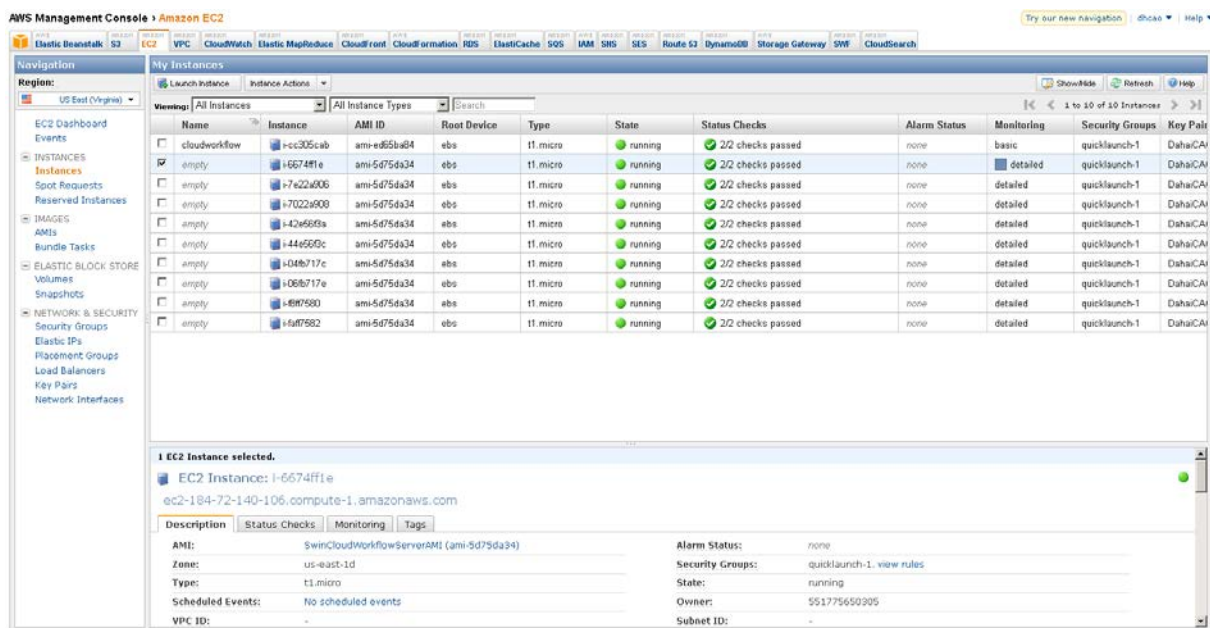 AWS Management Console › Amazon EC2
Try our new navigation | dhcao ▼ | Help
Elastic Beanstalk S3 EC2 VPC CloudWatch Elastic MapReduce CloudFront CloudFormation RDS ElastiCache SQS IAM SNS SES Route 53 DynamoDB Storage Gateway SWF CloudSearch
Navigation
Region:
US East (Virginia)
EC2 Dashboard
Events
INSTANCES
Instances
Spot Requests
Reserved Instances
IMAGES
AMIs
Bundle Tasks
ELASTIC BLOCK STORE
Volumes
Snapshots
NETWORK & SECURITY
Security Groups
Elastic IPs
Placement Groups
Load Balancers
Key Pairs
Network Interfaces
My Instances
Launch Instance Instance Actions Show/Hide Refresh Help
Viewing: All Instances All Instance Types Search 1 to 10 of 10 Instances
Name Instance AMI ID Root Device Type State Status Checks Alarm Status Monitoring Security Groups Key Pair
cloudworkflow i-cc305cab ami-ed65ba84 ebs t1.micro running 2/2 checks passed none basic quicklaunch-1 DahaiCA
empty i-6674ff1e ami-5d75da34 ebs t1.micro running 2/2 checks passed none detailed quicklaunch-1 DahaiCA
empty i-7e22a906 ami-5d75da34 ebs t1.micro running 2/2 checks passed none detailed quicklaunch-1 DahaiCA
empty i-7022a908 ami-5d75da34 ebs t1.micro running 2/2 checks passed none detailed quicklaunch-1 DahaiCA
empty i-42e56f3a ami-5d75da34 ebs t1.micro running 2/2 checks passed none detailed quicklaunch-1 DahaiCA
empty i-44e56f3c ami-5d75da34 ebs t1.micro running 2/2 checks passed none detailed quicklaunch-1 DahaiCA
empty i-04fb717c ami-5d75da34 ebs t1.micro running 2/2 checks passed none detailed quicklaunch-1 DahaiCA
empty i-06fb717e ami-5d75da34 ebs t1.micro running 2/2 checks passed none detailed quicklaunch-1 DahaiCA
empty i-f8ff7580 ami-5d75da34 ebs t1.micro running 2/2 checks passed none detailed quicklaunch-1 DahaiCA
empty i-faff7582 ami-5d75da34 ebs t1.micro running 2/2 checks passed none detailed quicklaunch-1 DahaiCA
1 EC2 Instance selected.
EC2 Instance: i-6674ff1e
ec2-184-72-140-106.compute-1.amazonaws.com
Description Status Checks Monitoring Tags
AMI: SwinCloudWorkflowServerAMI (ami-5d75da34) Alarm Status: none
Zone: us-east-1d Security Groups: quicklaunch-1. view rules
Type: t1.micro State: running
Scheduled Events: No scheduled events Owner: 551775650305
VPC ID: - Subnet ID: -